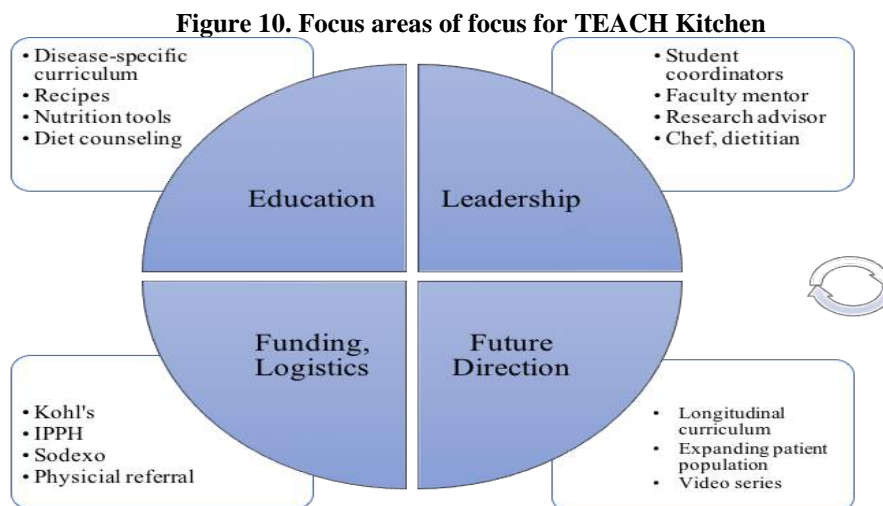 Figure 10. Focus areas of focus for TEACH Kitchen
• Disease-specific
curriculum
• Recipes
• Nutrition tools
• Diet counseling
• Student
coordinators
• Faculty mentor
• Research advisor
• Chef, dietitian
Education
Leadership
Funding,
Logistics
Future
Direction
• Kohl's
• IPPH
• Sodexo
• Physicial referral
• Longitudinal
curriculum
• Expanding patient
population
• Video series